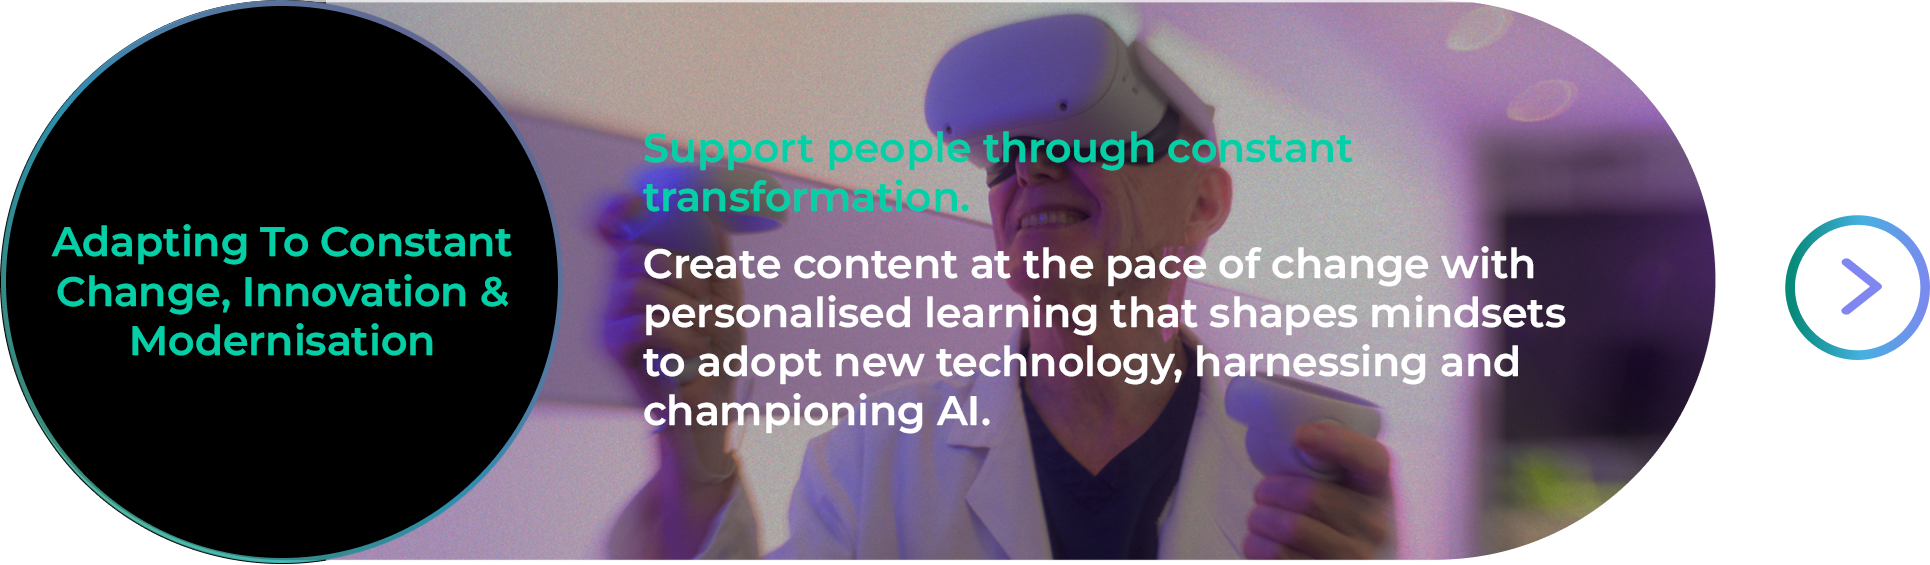 Adapting To Constant
Change, Innovation &
Modernisation
Support people through constant
transformation.
Create content at the pace of change with
personalised learning that shapes mindsets
to adopt new technology, harnessing and
championing AI.